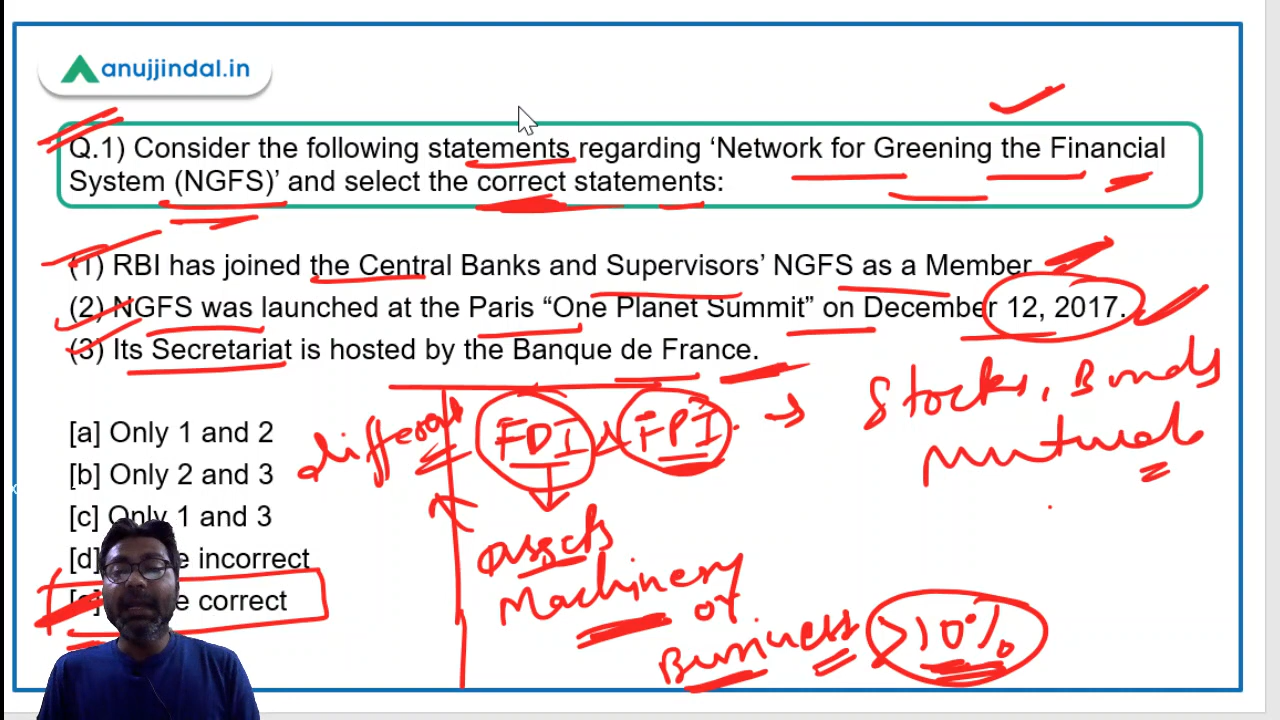 anujjindal.in
Q.1) Consider the following statements regarding ‘Network for Greening the Financial
System (NGFS)’ and select the correct statements:
(1) RBI has joined the Central Banks and Supervisors’ NGFS as a Member
(2) NGFS was launched at the Paris “One Planet Summit” on December 12, 2017.
(3) Its Secretariat is hosted by the Banque de France.
[a] Only 1 and 2
[b] Only 2 and 3
[c] Only 1 and 3
[d] incorrect
correct
different FDI FPI → Stocks, Bonds
Mutual
assets
Machinery
or
Business >10%